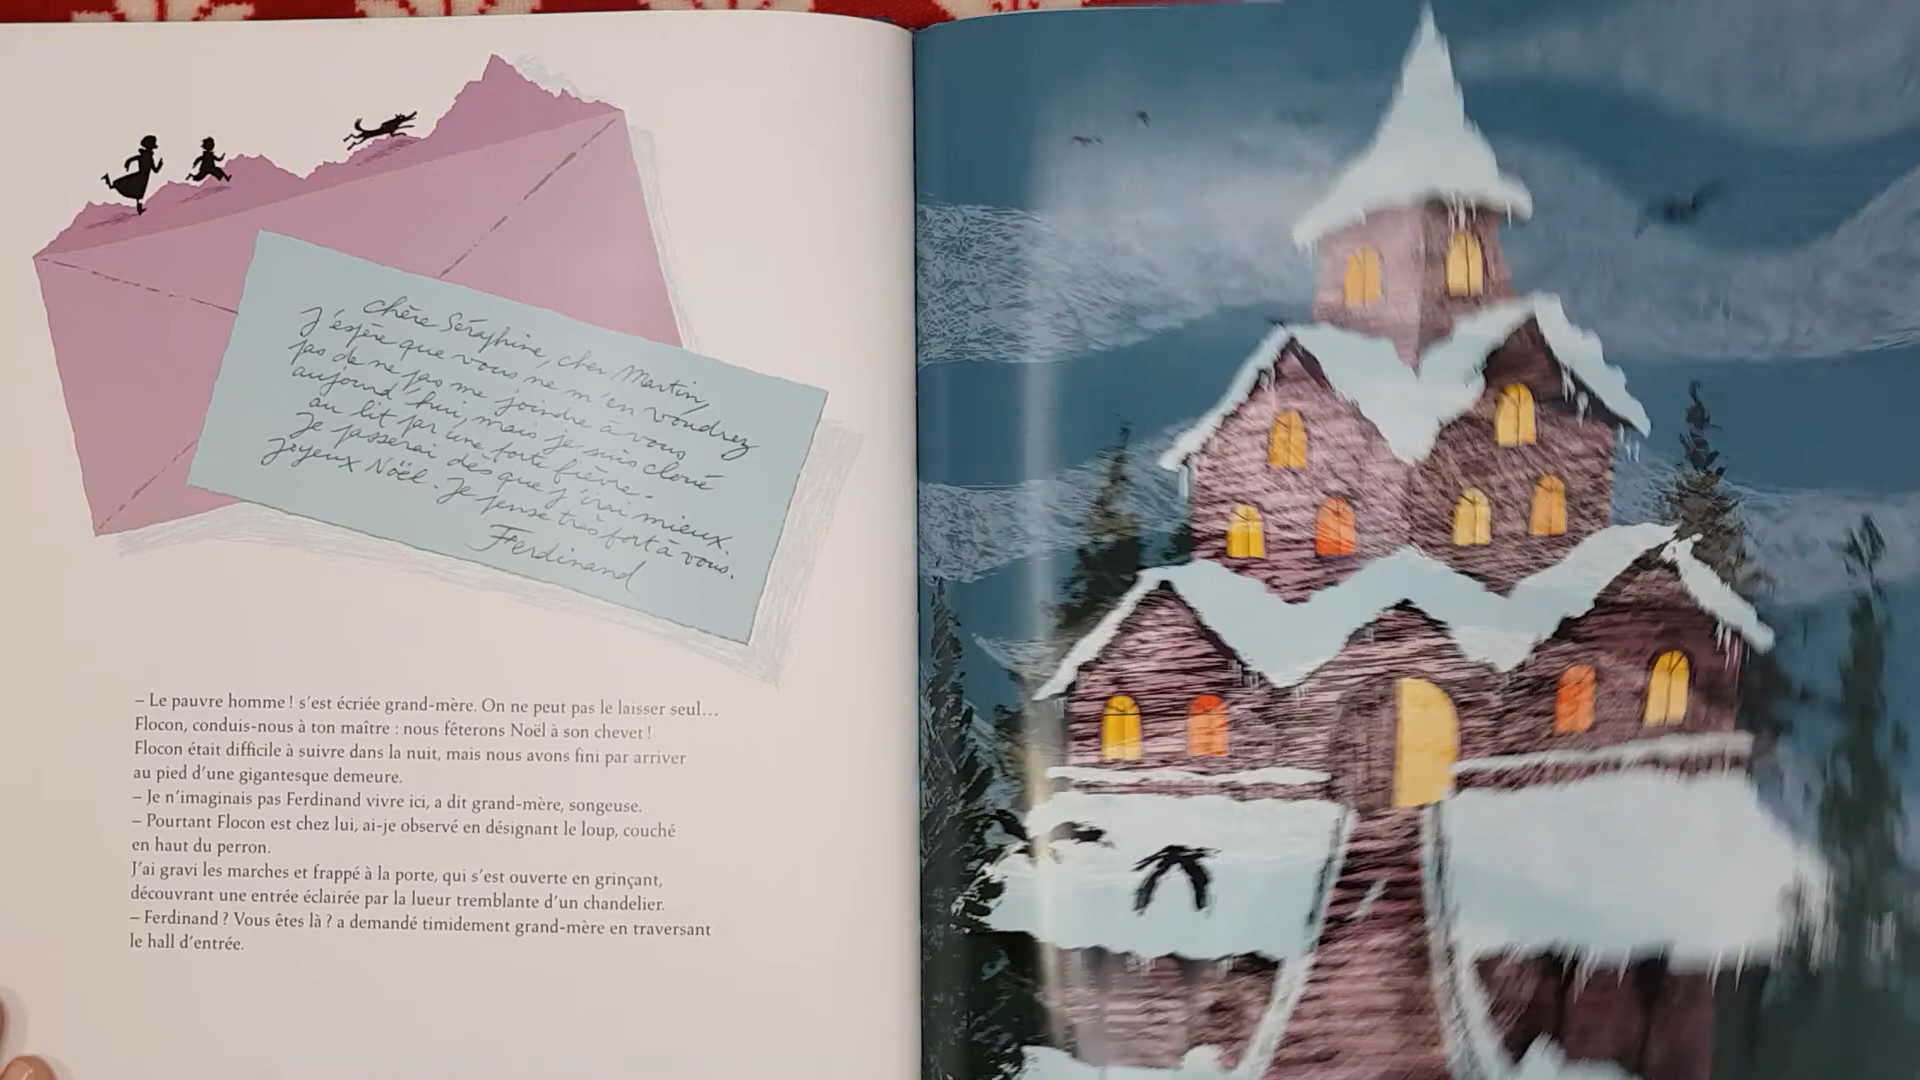 Chère Séraphine, cher Martin,
J'espère que vous ne m'en voudrez
pas de ne pas me joindre à vous
aujourd'hui, mais je suis cloué
au lit par une forte fièvre.
Je passerai dès que j'irai mieux.
Joyeux Noël. Je pense très fort à vous.
Ferdinand
– Le pauvre homme ! s'est écriée grand-mère. On ne peut pas le laisser seul…
Flocon, conduis-nous à ton maître : nous fêterons Noël à son chevet !
Flocon était difficile à suivre dans la nuit, mais nous avons fini par arriver
au pied d'une gigantesque demeure.
– Je n'imaginais pas Ferdinand vivre ici, a dit grand-mère, songeuse.
– Pourtant Flocon est chez lui, ai-je observé en désignant le loup, couché
en haut du perron.
J'ai gravi les marches et frappé à la porte, qui s'est ouverte en grinçant,
découvrant une entrée éclairée par la lueur tremblante d'un chandelier.
– Ferdinand ? Vous êtes là ? a demandé timidement grand-mère en traversant
le hall d'entrée.